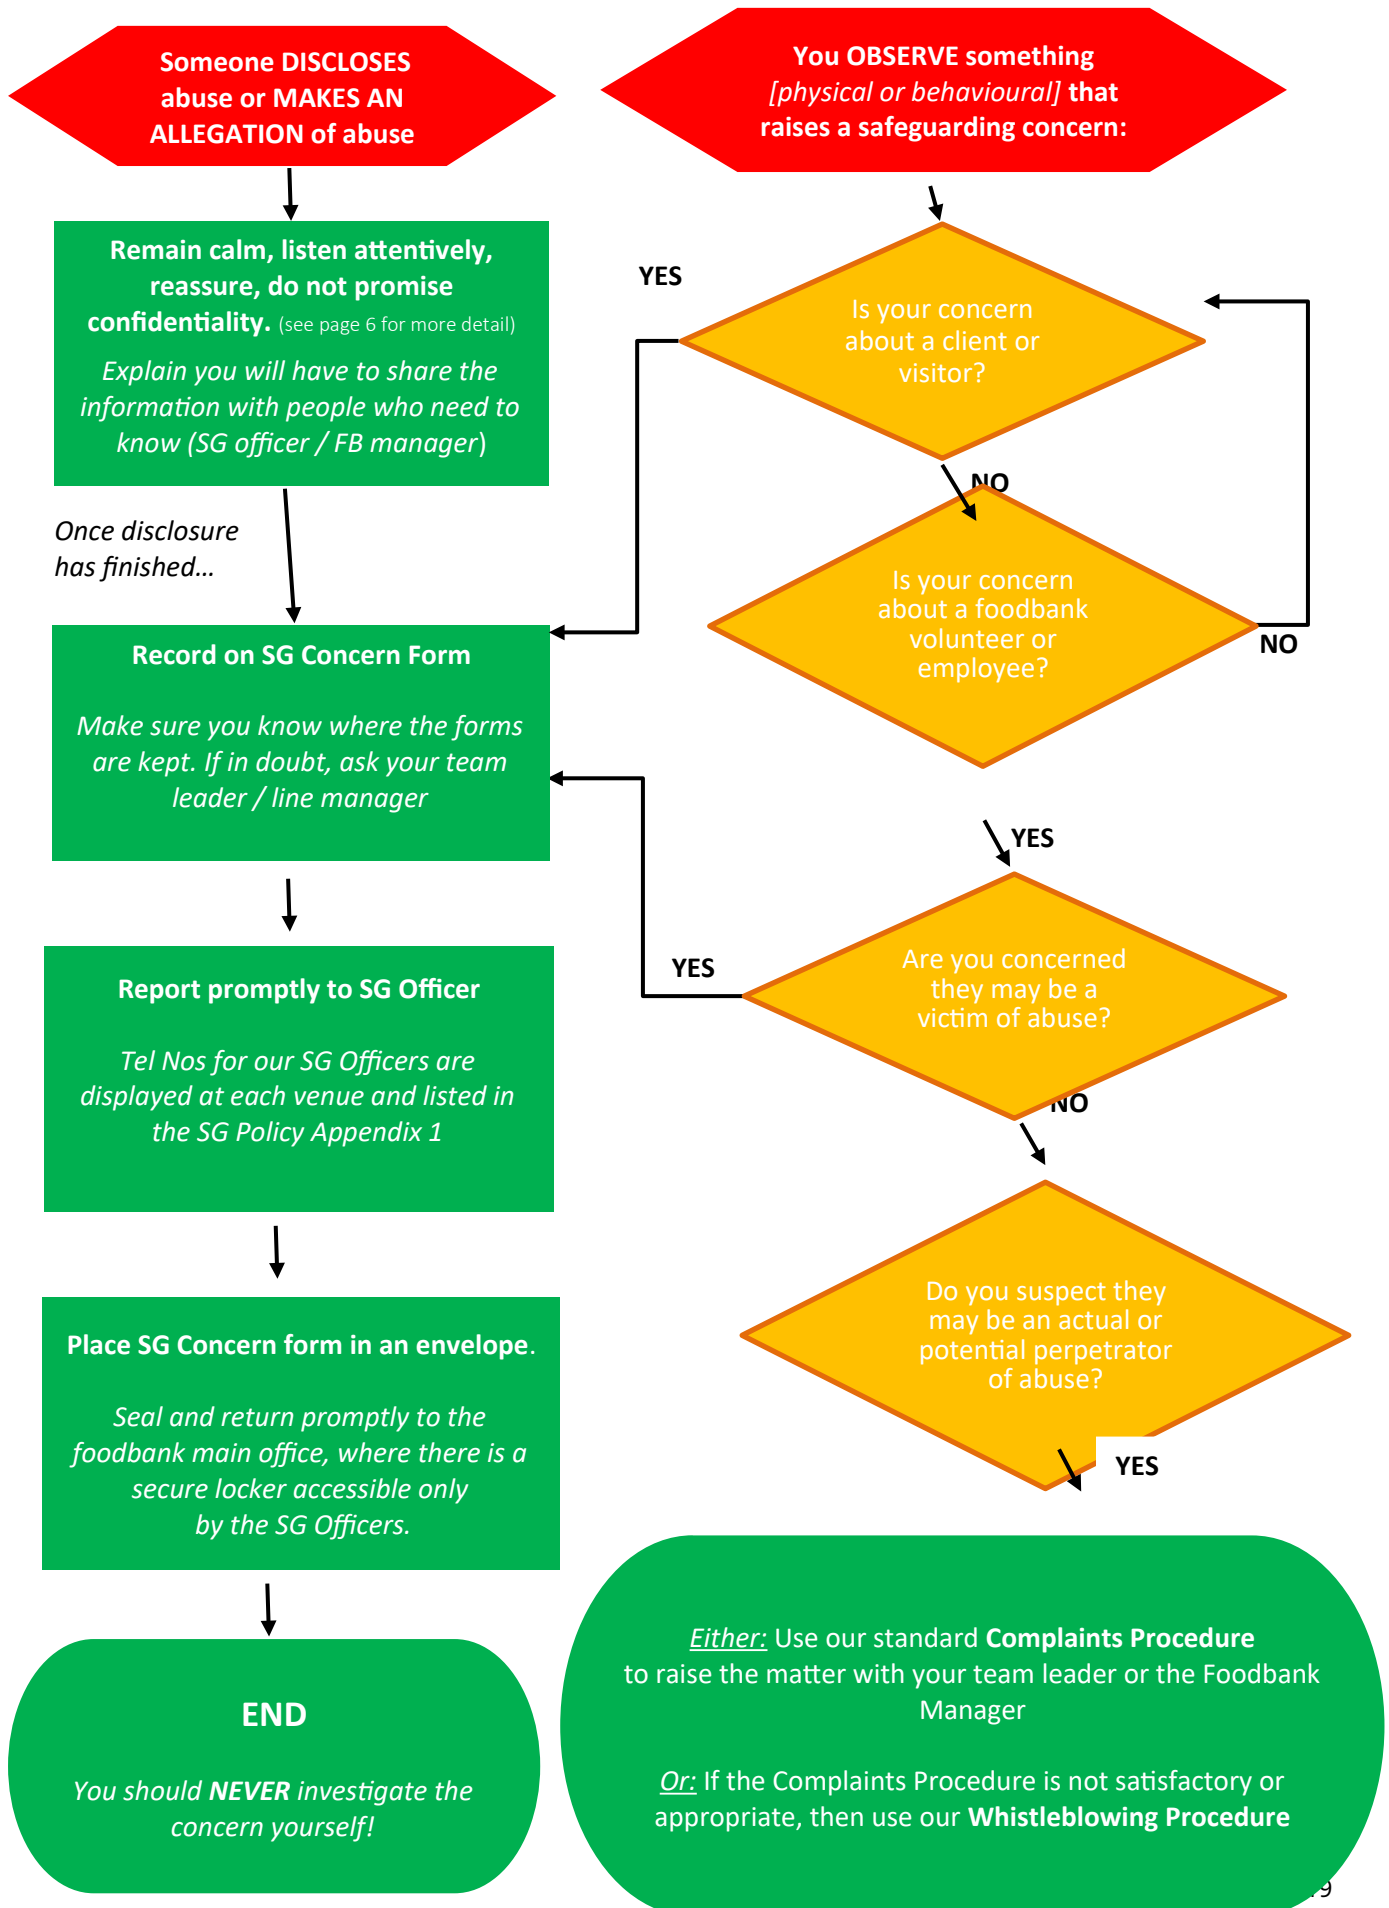 Someone DISCLOSES
abuse or MAKES AN
ALLEGATION of abuse
Remain calm, listen attentively,
reassure, do not promise
confidentiality. (see page 6 for more detail)
Explain you will have to share the
information with people who need to
know (SG officer / FB manager)
Once disclosure
has finished...
Record on SG Concern Form
Make sure you know where the forms
are kept. If in doubt, ask your team
leader / line manager
Report promptly to SG Officer
Tel Nos for our SG Officers are
displayed at each venue and listed in
the SG Policy Appendix 1
Place SG Concern form in an envelope.
Seal and return promptly to the
foodbank main office, where there is a
secure locker accessible only
by the SG Officers.
END
You should NEVER investigate the
concern yourself!
You OBSERVE something
[physical or behavioural] that
raises a safeguarding concern:
YES
Is your concern
about a client or
visitor?
NO
Is your concern
about a foodbank
volunteer or
employee?
NO
YES
YES
Are you concerned
they may be a
victim of abuse?
NO
Do you suspect they
may be an actual or
potential perpetrator
of abuse?
YES
Either: Use our standard Complaints Procedure
to raise the matter with your team leader or the Foodbank
Manager
Or: If the Complaints Procedure is not satisfactory or
appropriate, then use our Whistleblowing Procedure